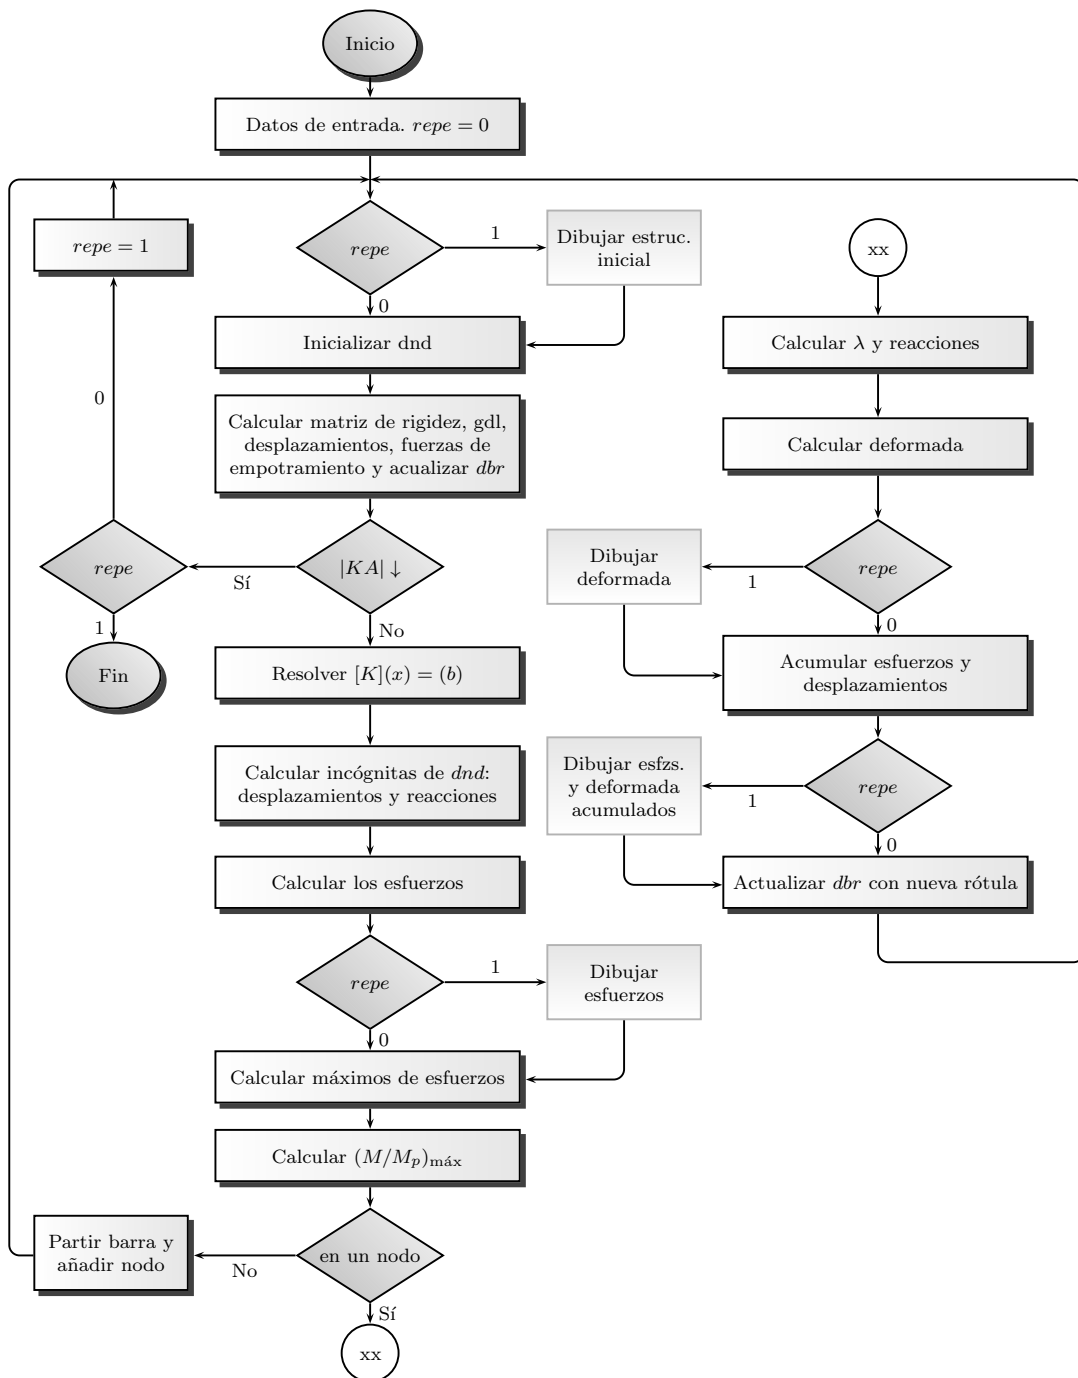 Inicio
Datos de entrada. repe = 0
repe = 1
repe
1
Dibujar estruc.
inicial
0
Inicializar dnd
Calcular matriz de rigidez, gdl,
desplazamientos, fuerzas de
empotramiento y acualizar dbr
0
repe
Sí
|KA| ↓
1
Fin
No
Resolver [K](x) = (b)
Calcular incógnitas de dnd:
desplazamientos y reacciones
Calcular los esfuerzos
repe
1
Dibujar
esfuerzos
0
Calcular máximos de esfuerzos
Calcular (M/Mp)máx
Partir barra y
añadir nodo
No
en un nodo
Sí
xx
xx
Calcular λ y reacciones
Calcular deformada
Dibujar
deformada
1
repe
0
Acumular esfuerzos y
desplazamientos
Dibujar esfzs.
y deformada
acumulados
1
repe
0
Actualizar dbr con nueva rótula